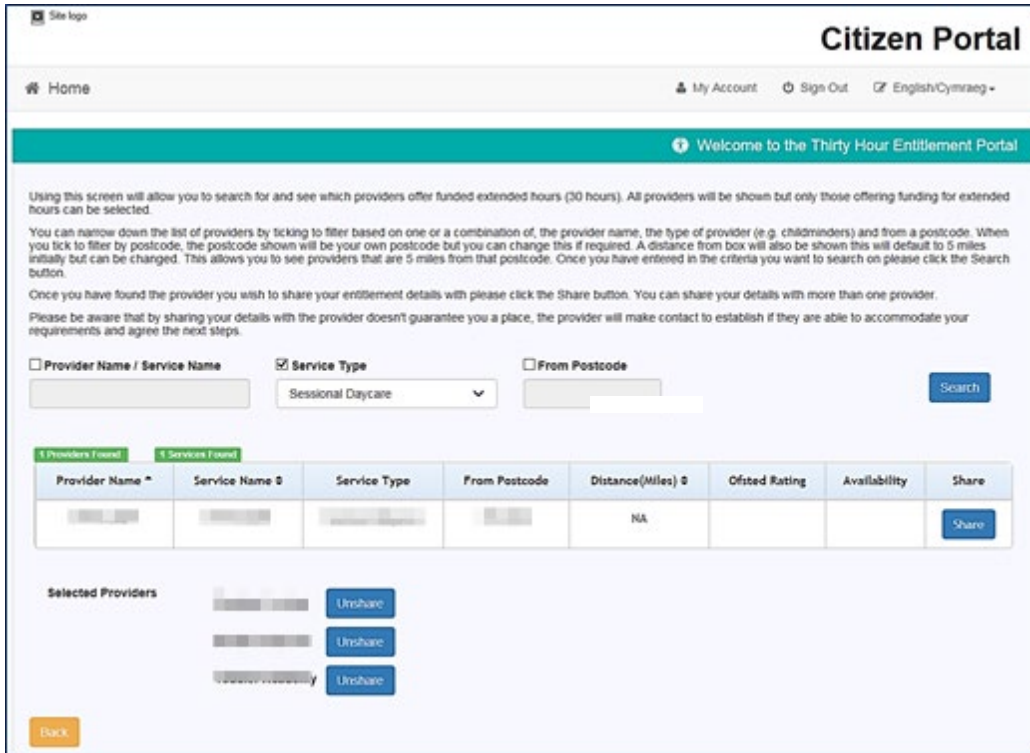 Site logo
Citizen Portal
Home
My Account
Sign Out
English/Cymraeg
Welcome to the Thirty Hour Entitlement Portal
Using this screen will allow you to search for and see which providers offer funded extended hours (30 hours). All providers will be shown but only those offering funding for extended
hours can be selected.
You can narrow down the list of providers by ticking to filter based on one or a combination of, the provider name, the type of provider (e.g. childminders) and from a postcode. When
you tick to filter by postcode, the postcode shown will be your own postcode but you can change this if required. A distance from box will also be shown this will default to 5 miles
initially but can be changed. This allows you to see providers that are 5 miles from that postcode. Once you have entered in the criteria you want to search on please click the Search
button.
Once you have found the provider you wish to share your entitlement details with please click the Share button. You can share your details with more than one provider.
Please be aware that by sharing your details with the provider doesn't guarantee you a place, the provider will make contact to establish if they are able to accommodate your
requirements and agree the next steps.
Provider Name / Service Name
Service Type
From Postcode
Sessional Daycare
Search
1 Providers Found
1 Services Found
Provider Name
Service Name
Service Type
From Postcode
Distance(Miles)
Ofsted Rating
Availability
Share
NA
Share
Selected Providers
Unshare
Unshare
Unshare
Back